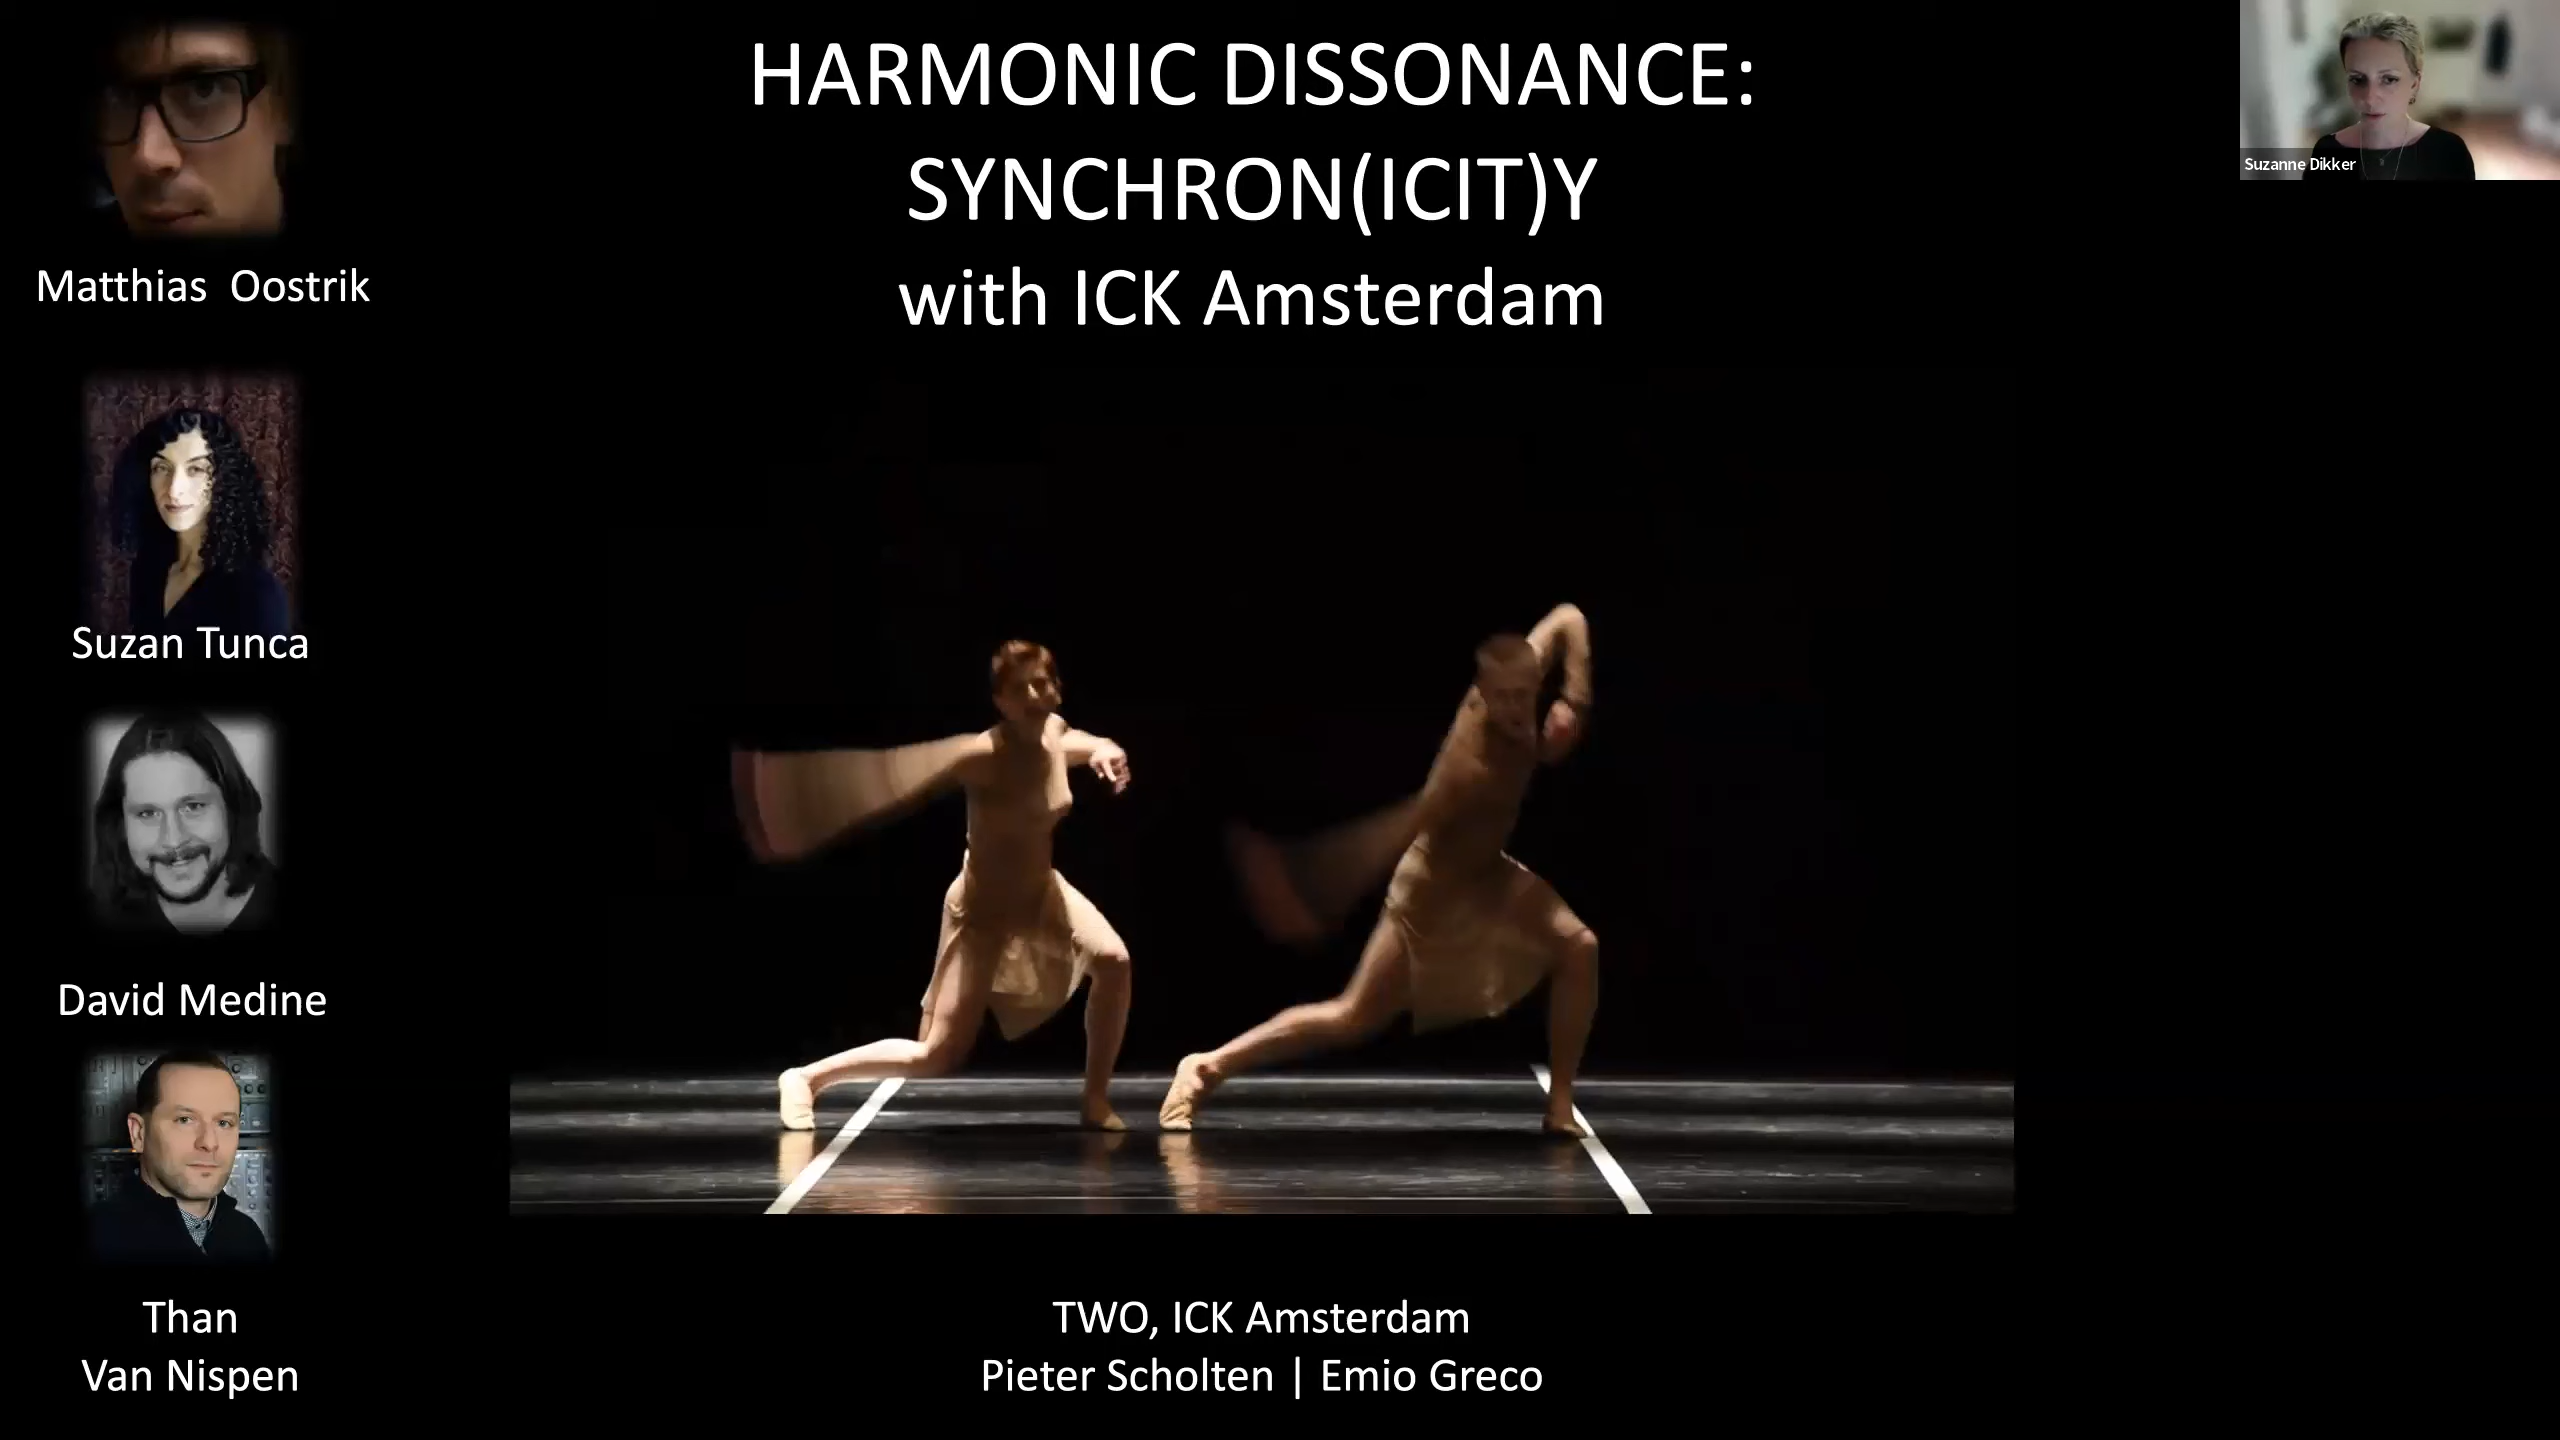 HARMONIC DISSONANCE:
SYNCHRON(ICIT)Y
with ICK Amsterdam
Suzanne Dikker
Matthias Oostrik
Suzan Tunca
David Medine
Than
Van Nispen
TWO, ICK Amsterdam
Pieter Scholten | Emio Greco